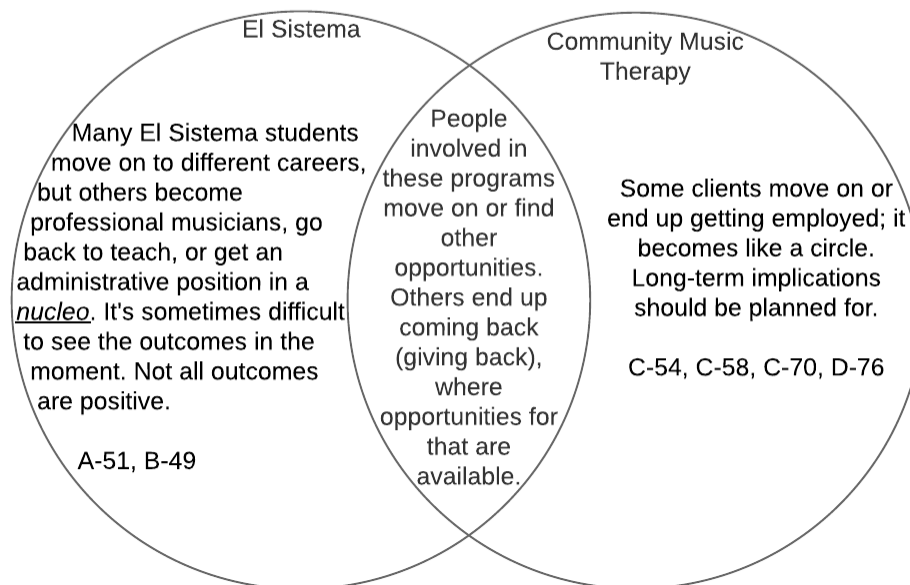 El Sistema
Many El Sistema students
move on to different careers,
but others become
professional musicians, go
back to teach, or get an
administrative position in a
nucleo. It's sometimes difficult
to see the outcomes in the
moment. Not all outcomes
are positive.
A-51, B-49
People
involved in
these programs
move on or find
other
opportunities.
Others end up
coming back
(giving back),
where
opportunities for
that are
available.
Community Music
Therapy
Some clients move on or
end up getting employed; it
becomes like a circle.
Long-term implications
should be planned for.
C-54, C-58, C-70, D-76